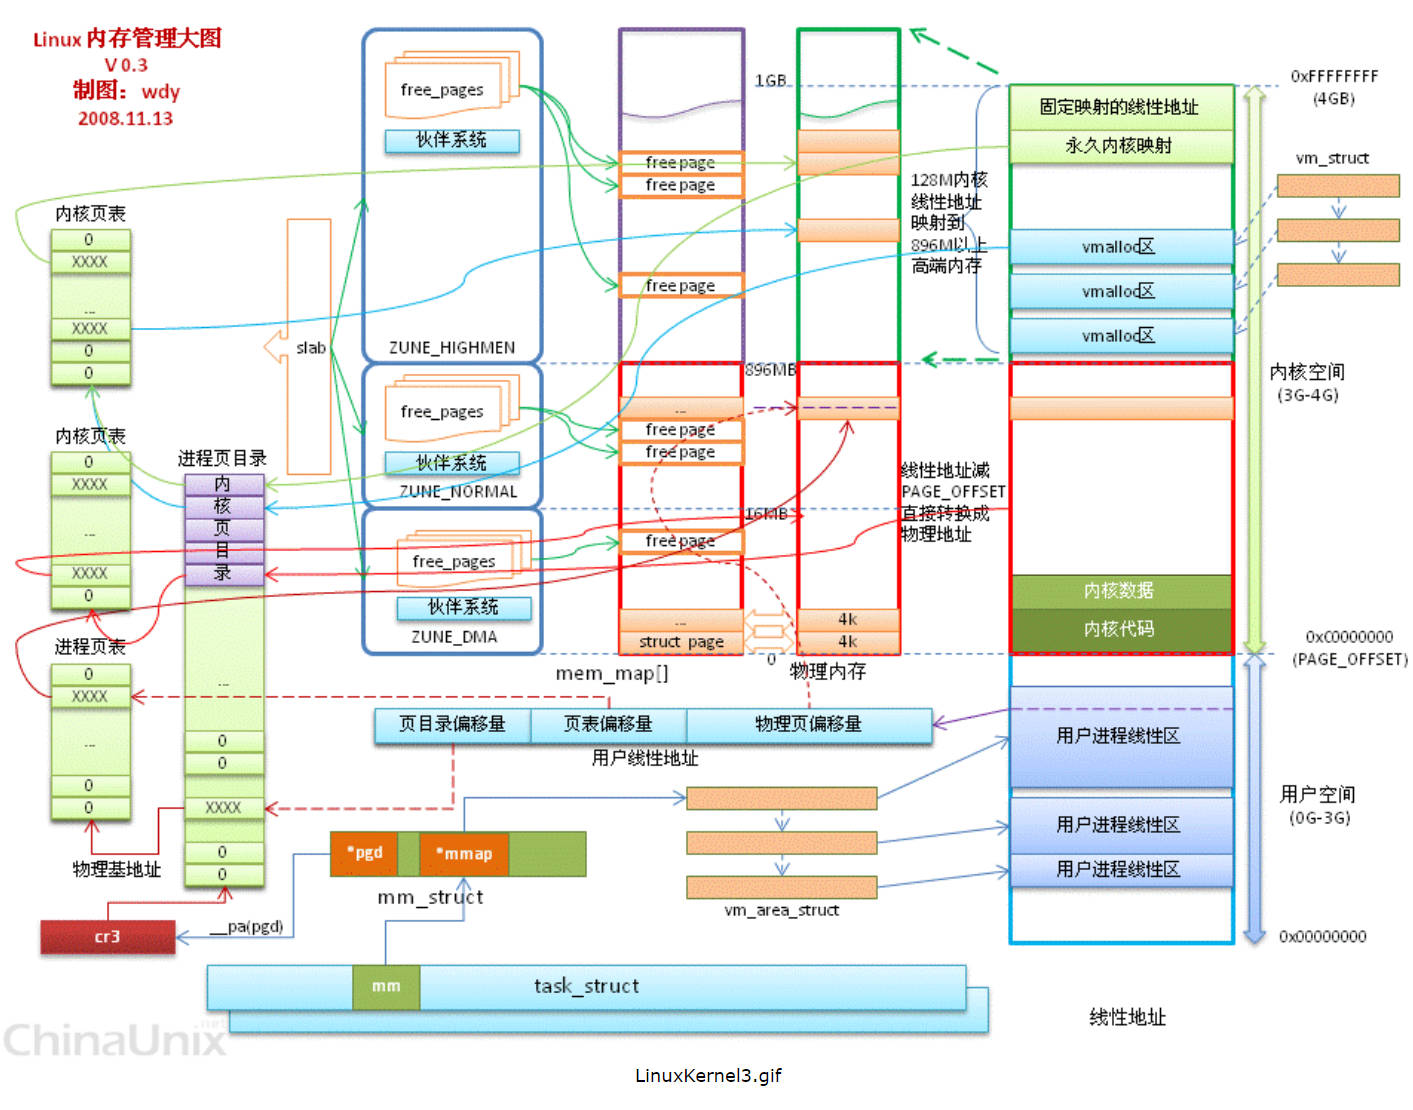 Linux 内存管理大图
V 0.3
制图：wdy
2008.11.13
free_pages
伙伴系统
ZUNE_HIGHMEN
slab
free_pages
伙伴系统
ZUNE_NORMAL
free_pages
伙伴系统
ZUNE_DMA
free page
free page
free page
...
free page
free page
free page
...
struct page
mem_map[]
1GB
896MB
16MB
0
4k
4k
物理内存
128M内核
线性地址
映射到
896M以上
高端内存
线性地址减
PAGE_OFFSET
直接转换成
物理地址
固定映射的线性地址
永久内核映射
vmalloc区
vmalloc区
vmalloc区
内核数据
内核代码
用户进程线性区
用户进程线性区
用户进程线性区
0xFFFFFFFF
(4GB)
vm_struct
内核空间
(3G-4G)
0xC0000000
(PAGE_OFFSET)
用户空间
(0G-3G)
0x00000000
线性地址
内核页表
0
XXXX
...
XXXX
0
0
内核页表
0
XXXX
...
XXXX
0
进程页表
0
XXXX
...
0
0
物理基地址
进程页目录
内
核
页
目
录
...
0
0
XXXX
0
0
页目录偏移量
页表偏移量
物理页偏移量
用户线性地址
*pgd
*mmap
mm_struct
vm_area_struct
cr3
__pa(pgd)
mm
task_struct
ChinaUnix
.net
LinuxKernel3.gif